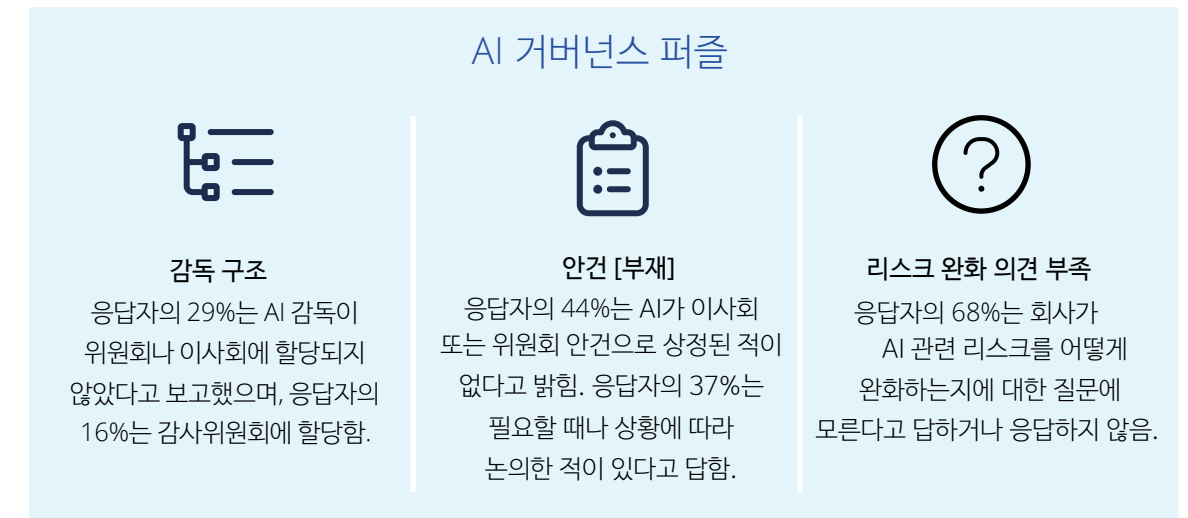 AI 거버넌스 퍼즐
감독 구조
응답자의 29%는 AI 감독이
위원회나 이사회에 할당되지
않았다고 보고했으며, 응답자의
16%는 감사위원회에 할당함.
안건 [부재]
응답자의 44%는 AI가 이사회
또는 위원회 안건으로 상정된 적이
없다고 밝힘. 응답자의 37%는
필요할 때나 상황에 따라
논의한 적이 있다고 답함.
리스크 완화 의견 부족
응답자의 68%는 회사가
AI 관련 리스크를 어떻게
완화하는지에 대한 질문에
모른다고 답하거나 응답하지 않음.